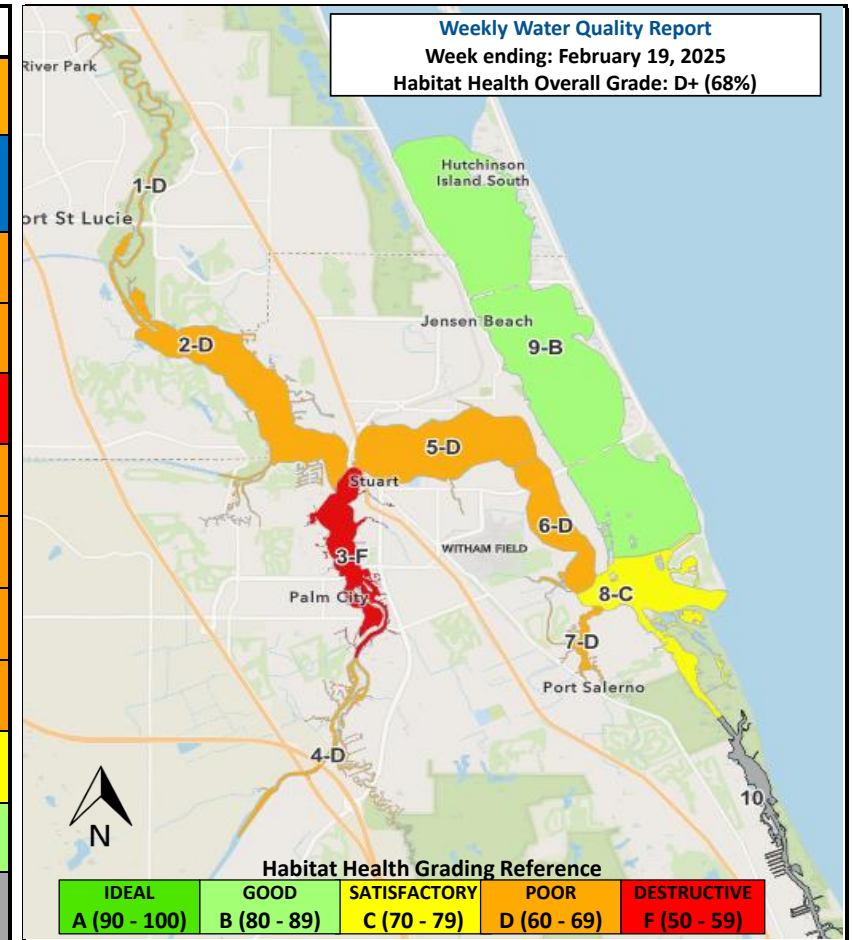 Weekly Water Quality Report
Week ending: February 19, 2025
Habitat Health Overall Grade: D+ (68%)
River Park
1-D
ort St Lucie
Hutchinson
Island South
Jensen Beach
2-D
9-B
5-D
Stuart
6-D
WITHAM FIELD
3-F
Palm City
8-C
7-D
Port Salerno
4-D
10
N
Habitat Health Grading Reference
IDEAL GOOD SATISFACTORY POOR DESTRUCTIVE
A (90 - 100) B (80 - 89) C (70 - 79) D (60 - 69) F (50 - 59)